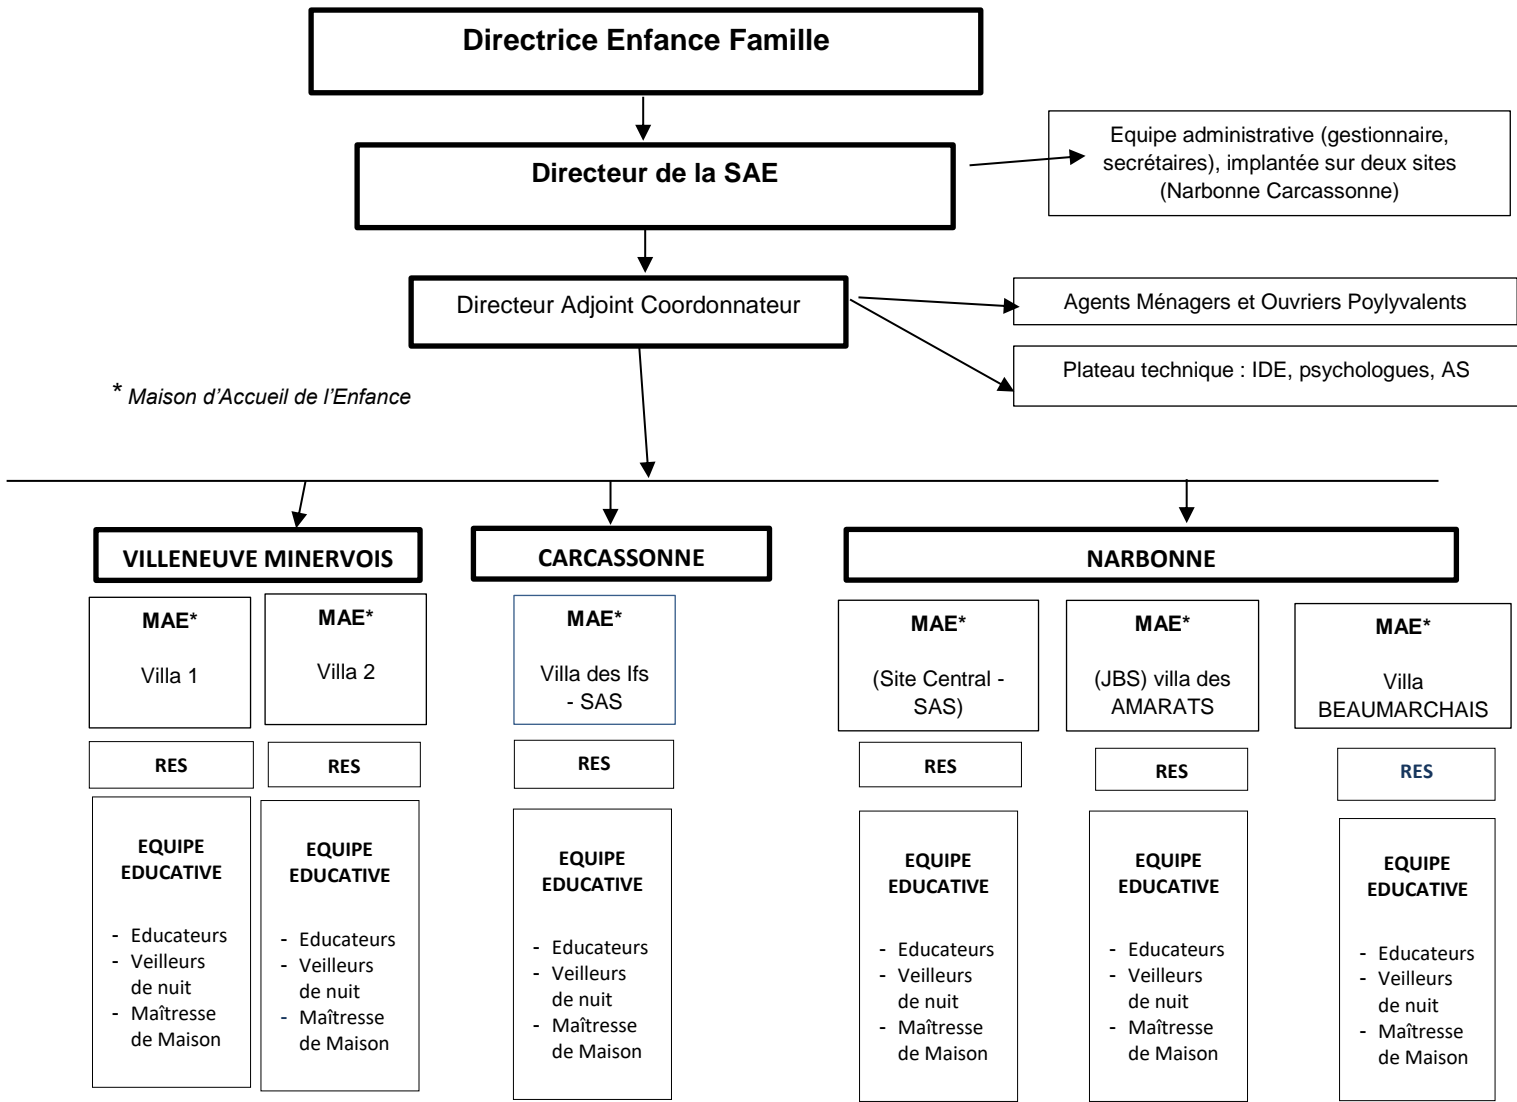 Directrice Enfance Famille
Directeur de la SAE
Equipe administrative (gestionnaire,
secrétaires), implantée sur deux sites
(Narbonne Carcassonne)
Directeur Adjoint Coordonnateur
Agents Ménagers et Ouvriers Poylyvalents
Plateau technique : IDE, psychologues, AS
* Maison d’Accueil de l’Enfance
VILLENEUVE MINERVOIS
MAE*
Villa 1
RES
EQUIPE
EDUCATIVE
- Educateurs
- Veilleurs
de nuit
- Maîtresse
de Maison
MAE*
Villa 2
RES
EQUIPE
EDUCATIVE
- Educateurs
- Veilleurs
de nuit
- Maîtresse
de Maison
CARCASSONNE
MAE*
Villa des Ifs
- SAS
RES
EQUIPE
EDUCATIVE
- Educateurs
- Veilleurs
de nuit
- Maîtresse
de Maison
NARBONNE
MAE*
(Site Central -
SAS)
RES
EQUIPE
EDUCATIVE
- Educateurs
- Veilleurs
de nuit
- Maîtresse
de Maison
MAE*
(JBS) villa des
AMARATS
RES
EQUIPE
EDUCATIVE
- Educateurs
- Veilleurs
de nuit
- Maîtresse
de Maison
MAE*
Villa
BEAUMARCHAIS
RES
EQUIPE
EDUCATIVE
- Educateurs
- Veilleurs
de nuit
- Maîtresse
de Maison